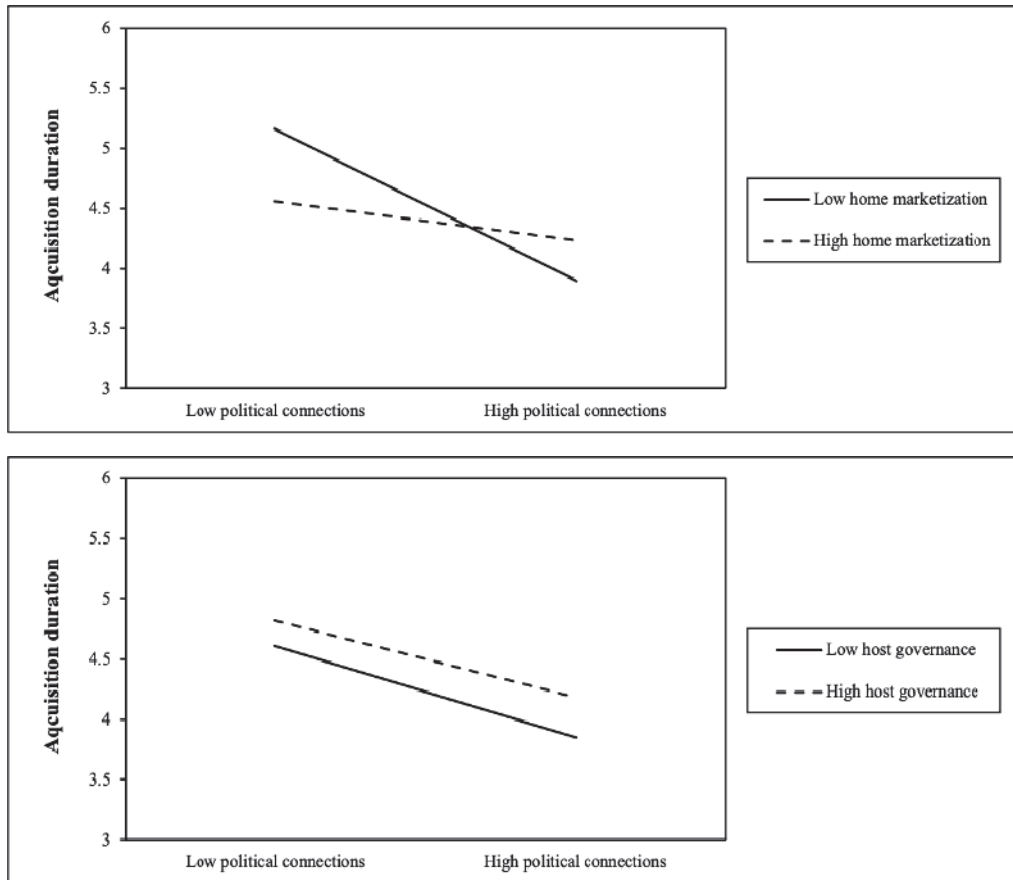 Aqcuisition duration
6
5.5
5
4.5
4
3.5
3
Low political connections
High political connections
Low home marketization
High home marketization
Aqcuisition duration
6
5.5
5
4.5
4
3.5
3
Low political connections
High political connections
Low host governance
High host governance